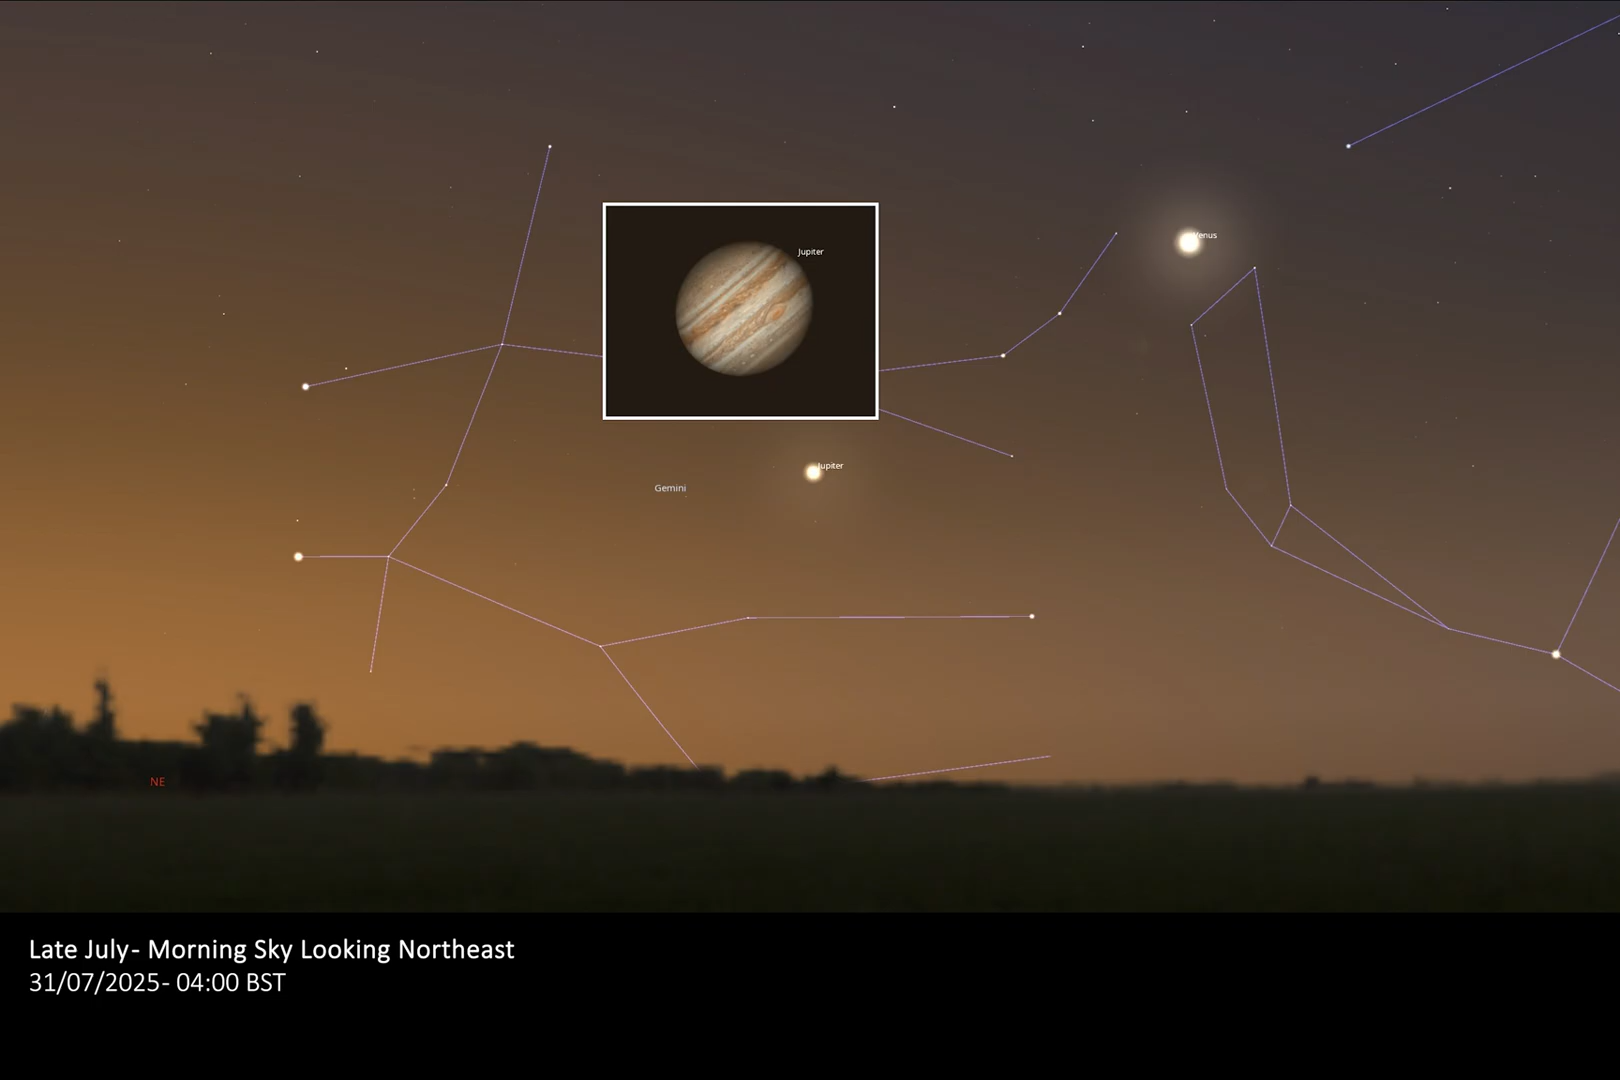 Venus
Jupiter
Jupiter
Gemini
NE
Late July- Morning Sky Looking Northeast
31/07/2025- 04:00 BST